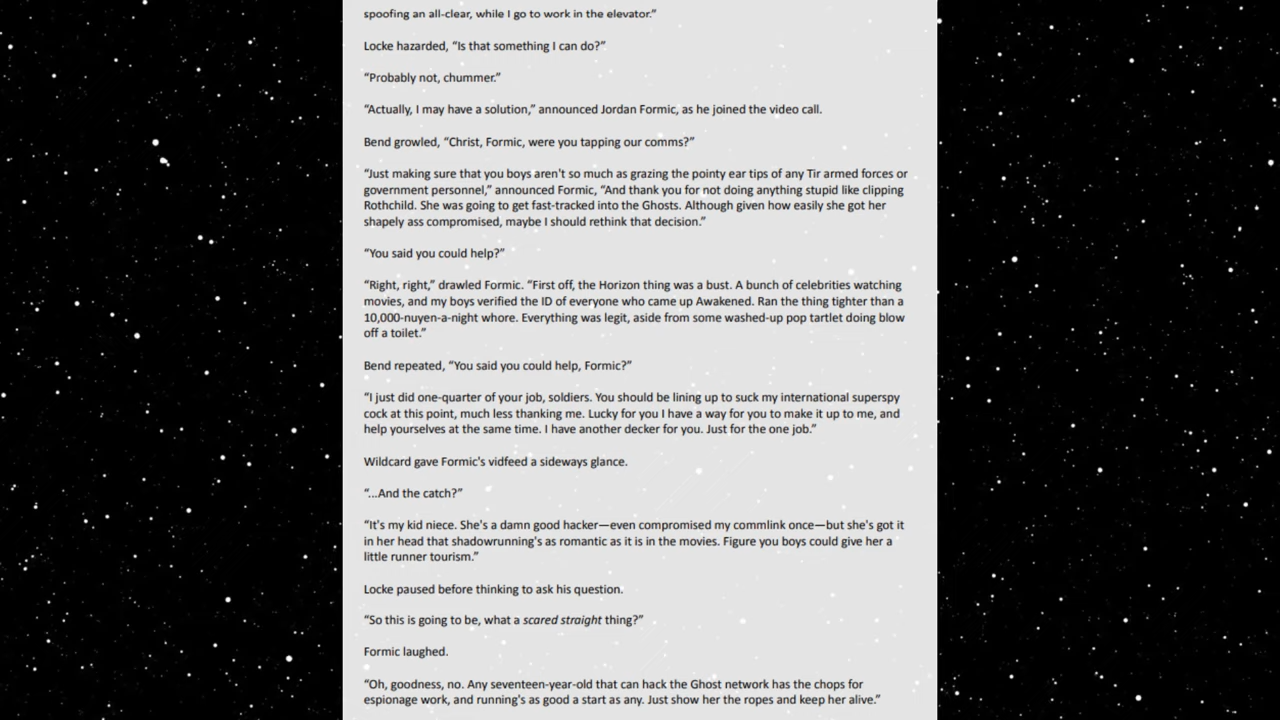 spoofing an all-clear, while I go to work in the elevator.”
Locke hazarded, “Is that something I can do?”
“Probably not, chummer.”
“Actually, I may have a solution,” announced Jordan Formic, as he joined the video call.
Bend growled, “Christ, Formic, were you tapping our comms?”
“Just making sure that you boys aren't so much as grazing the pointy ear tips of any Tir armed forces or
government personnel,” announced Formic, “And thank you for not doing anything stupid like clipping
Rothchild. She was going to get fast-tracked into the Ghosts. Although given how easily she got her
shapely ass compromised, maybe I should rethink that decision.”
“You said you could help?”
“Right, right,” drawled Formic. “First off, the Horizon thing was a bust. A bunch of celebrities watching
movies, and my boys verified the ID of everyone who came up Awakened. Ran the thing tighter than a
10,000-nuyen-a-night whore. Everything was legit, aside from some washed-up pop tartlet doing blow
off a toilet.”
Bend repeated, “You said you could help, Formic?”
“I just did one-quarter of your job, soldiers. You should be lining up to suck my international superspy
cock at this point, much less thanking me. Lucky for you I have a way for you to make it up to me, and
help yourselves at the same time. I have another decker for you. Just for the one job.”
Wildcard gave Formic's vidfeed a sideways glance.
“...And the catch?”
“It's my kid niece. She's a damn good hacker—even compromised my commlink once—but she's got it
in her head that shadowrunning's as romantic as it is in the movies. Figure you boys could give her a
little runner tourism.”
Locke paused before thinking to ask his question.
“So this is going to be, what a scared straight thing?”
Formic laughed.
“Oh, goodness, no. Any seventeen-year-old that can hack the Ghost network has the chops for
espionage work, and running's as good a start as any. Just show her the ropes and keep her alive.”